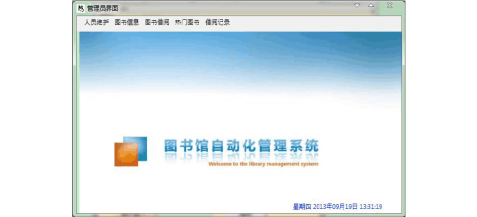 管理员界面
人员维护 图书信息 图书借阅 热门图书 借阅记录
图书馆自动化管理系统
Welcome to the library management system
星期四 2013年09月19日 13:31:19